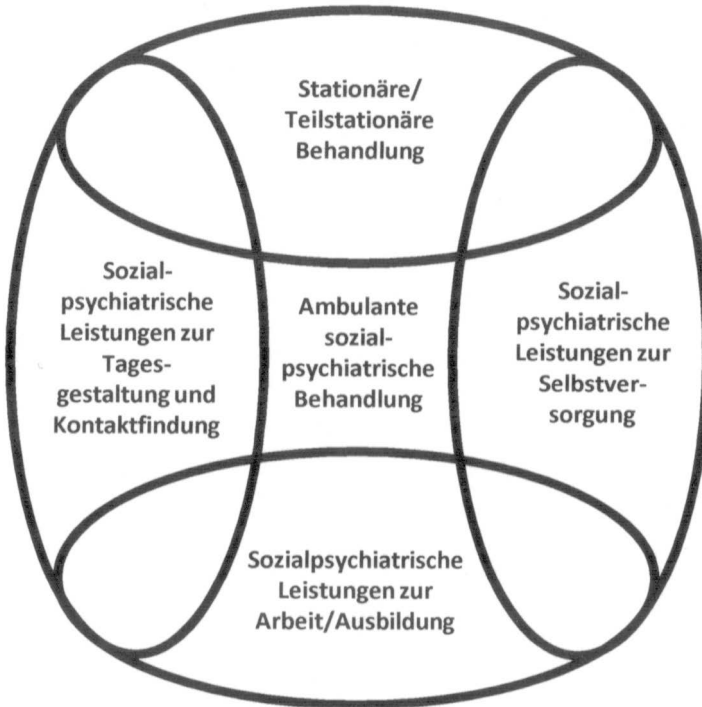 Stationäre/
Teilstationäre
Behandlung
Sozial-
psychiatrische
Leistungen zur
Tages-
gestaltung und
Kontaktfindung
Ambulante
sozial-
psychiatrische
Behandlung
Sozial-
psychiatrische
Leistungen zur
Selbstver-
sorgung
Sozialpsychiatrische
Leistungen zur
Arbeit/Ausbildung